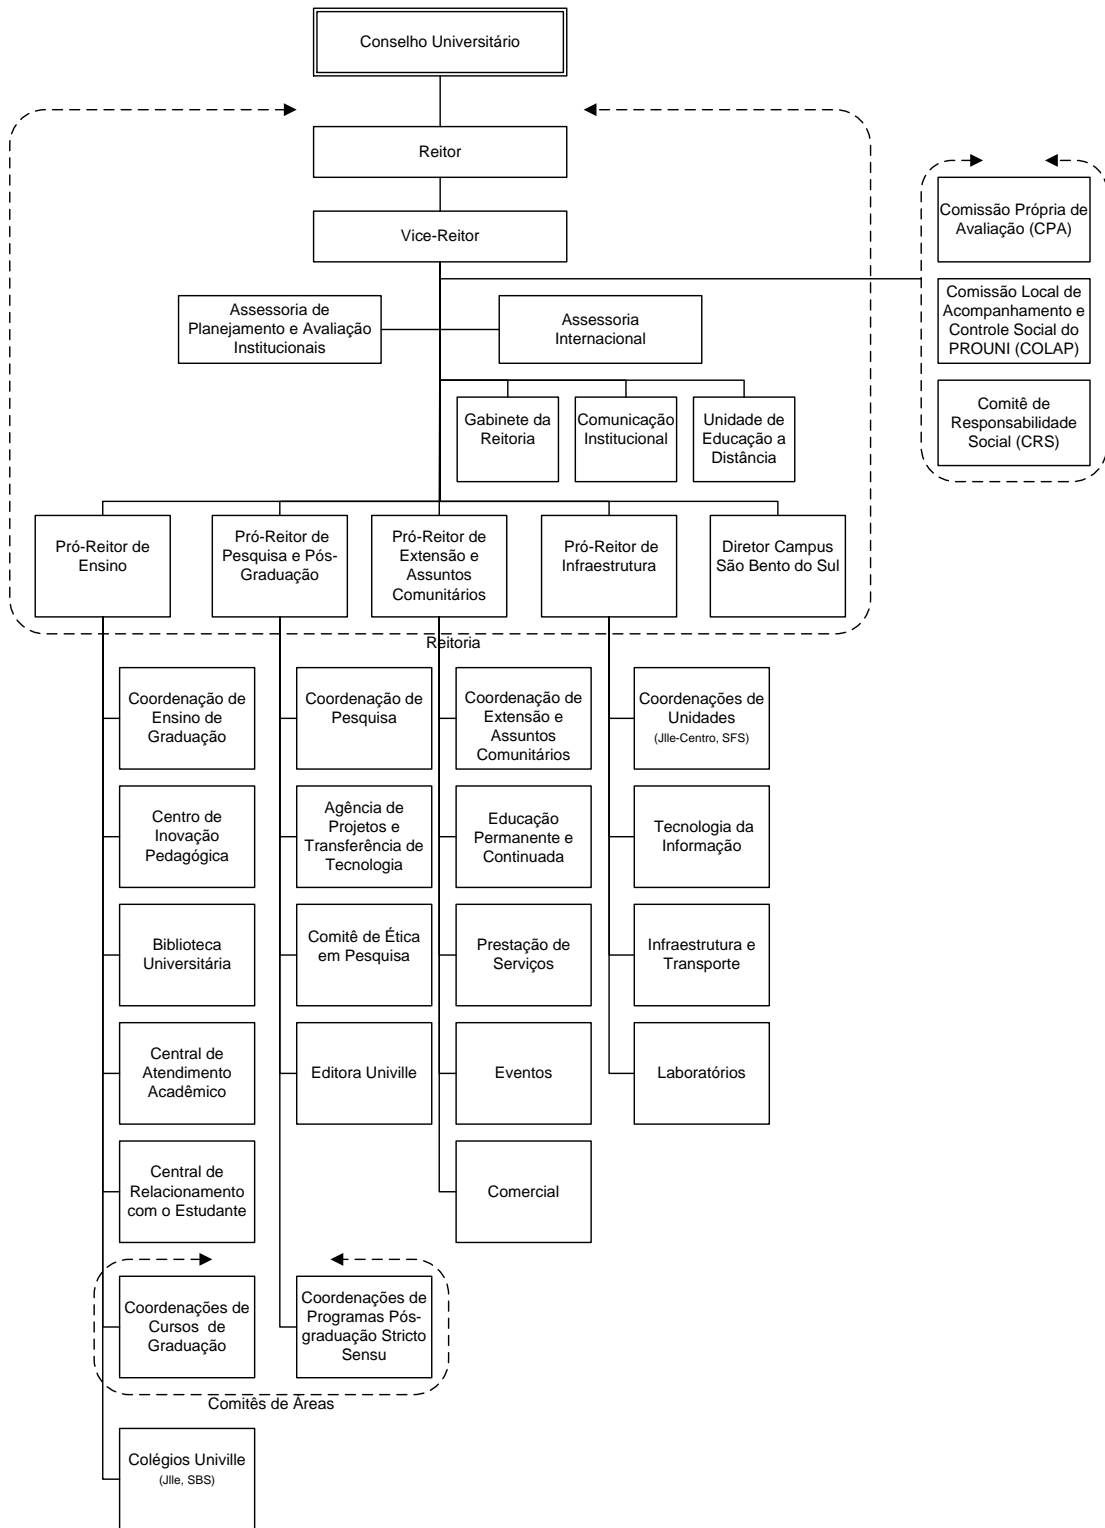 Conselho Universitário
Reitor
Vice-Reitor
Comissão Própria de
Avaliação (CPA)
Assessoria de
Planejamento e Avaliação
Institucionais
Assessoria
Internacional
Comissão Local de
Acompanhamento e
Controle Social do
PROUNI (COLAP)
Gabinete da
Reitoria
Comunicação
Institucional
Unidade de
Educação a
Distância
Comitê de
Responsabilidade
Social (CRS)
Pró-Reitor de
Ensino
Pró-Reitor de
Pesquisa e Pós-
Graduação
Pró-Reitor de
Extensão e
Assuntos
Comunitários
Pró-Reitor de
Infraestrutura
Diretor Campus
São Bento do Sul
Reitoria
Coordenação de
Ensino de
Graduação
Coordenação de
Pesquisa
Coordenação de
Extensão e
Assuntos
Comunitários
Coordenações de
Unidades
(Jlle-Centro, SFS)
Centro de
Inovação
Pedagógica
Agência de
Projetos e
Transferência de
Tecnologia
Educação
Permanente e
Continuada
Tecnologia da
Informação
Biblioteca
Universitária
Comitê de Ética
em Pesquisa
Prestação de
Serviços
Infraestrutura e
Transporte
Central de
Atendimento
Acadêmico
Editora Univille
Eventos
Laboratórios
Central de
Relacionamento
com o Estudante
Comercial
Coordenações de
Cursos de
Graduação
Coordenações de
Programas Pós-
graduação Stricto
Sensu
Comitês de Áreas
Colégios Univille
(Jlle, SBS)